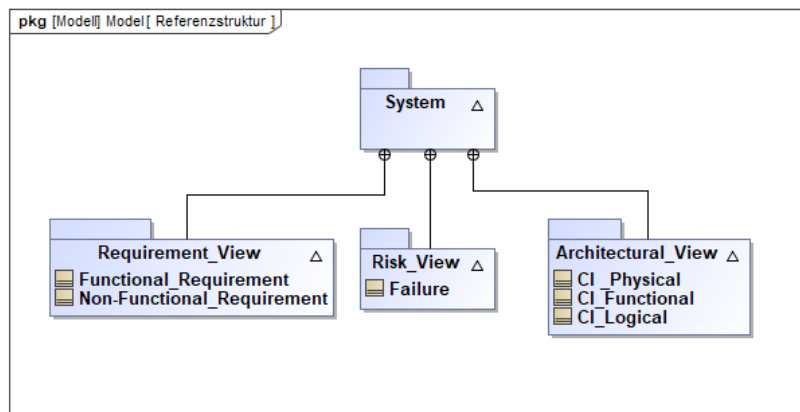 pkg [Modell] Model [ Referenzstruktur ]
System
Requirement_View
Functional_Requirement
Non-Functional_Requirement
Risk_View
Failure
Architectural_View
CI _Physical
CI_Functional
CI_Logical